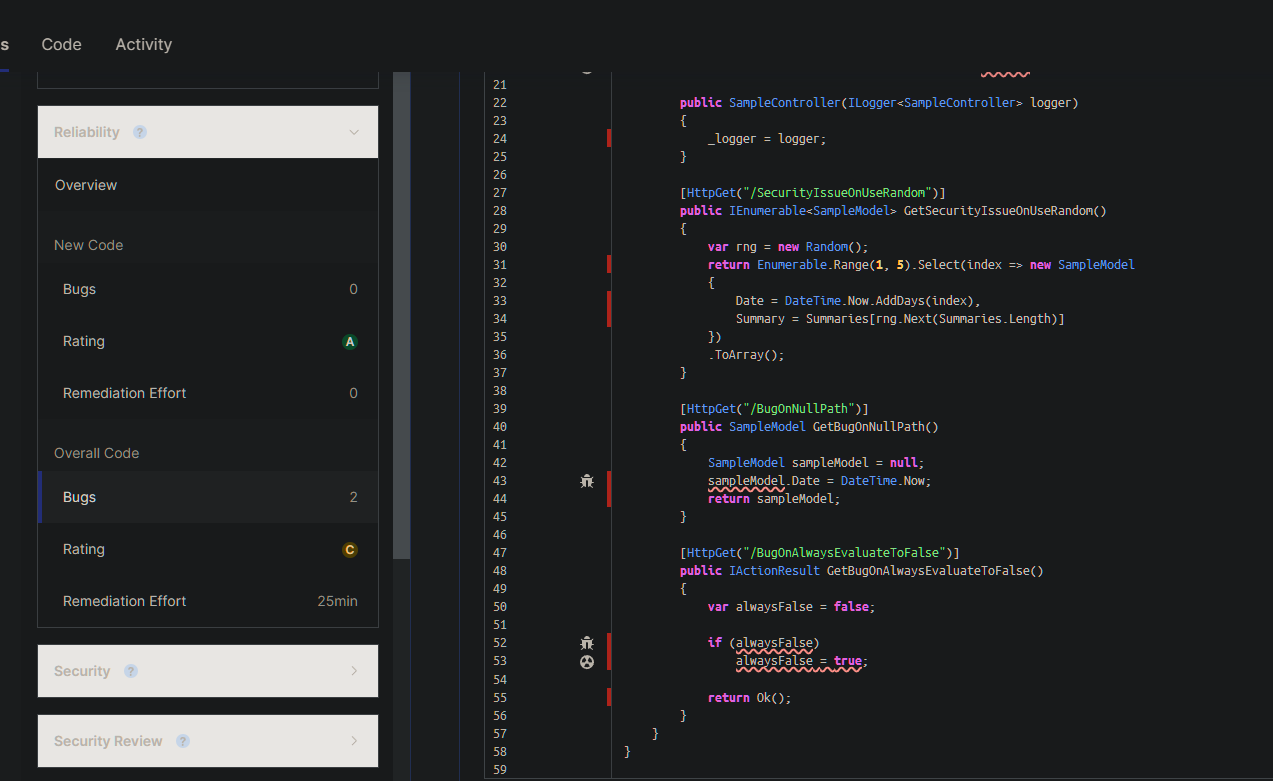 s Code Activity
Reliability ?
Overview
New Code
Bugs 0
Rating A
Remediation Effort 0
Overall Code
Bugs 2
Rating C
Remediation Effort 25min
Security ?
Security Review ?
21
22 public SampleController(ILogger<SampleController> logger)
23 {
24 _logger = logger;
25 }
26
27 [HttpGet("/SecurityIssueOnUseRandom")]
28 public IEnumerable<SampleModel> GetSecurityIssueOnUseRandom()
29 {
30 var rng = new Random();
31 return Enumerable.Range(1, 5).Select(index => new SampleModel
32 {
33 Date = DateTime.Now.AddDays(index),
34 Summary = Summaries[rng.Next(Summaries.Length)]
35 })
36 .ToArray();
37 }
38
39 [HttpGet("/BugOnNullPath")]
40 public SampleModel GetBugOnNullPath()
41 {
42 SampleModel sampleModel = null;
43 sampleModel.Date = DateTime.Now;
44 return sampleModel;
45 }
46
47 [HttpGet("/BugOnAlwaysEvaluateToFalse")]
48 public IActionResult GetBugOnAlwaysEvaluateToFalse()
49 {
50 var alwaysFalse = false;
51
52 if (alwaysFalse)
53 alwaysFalse = true;
54
55 return Ok();
56 }
57 }
58 }
59